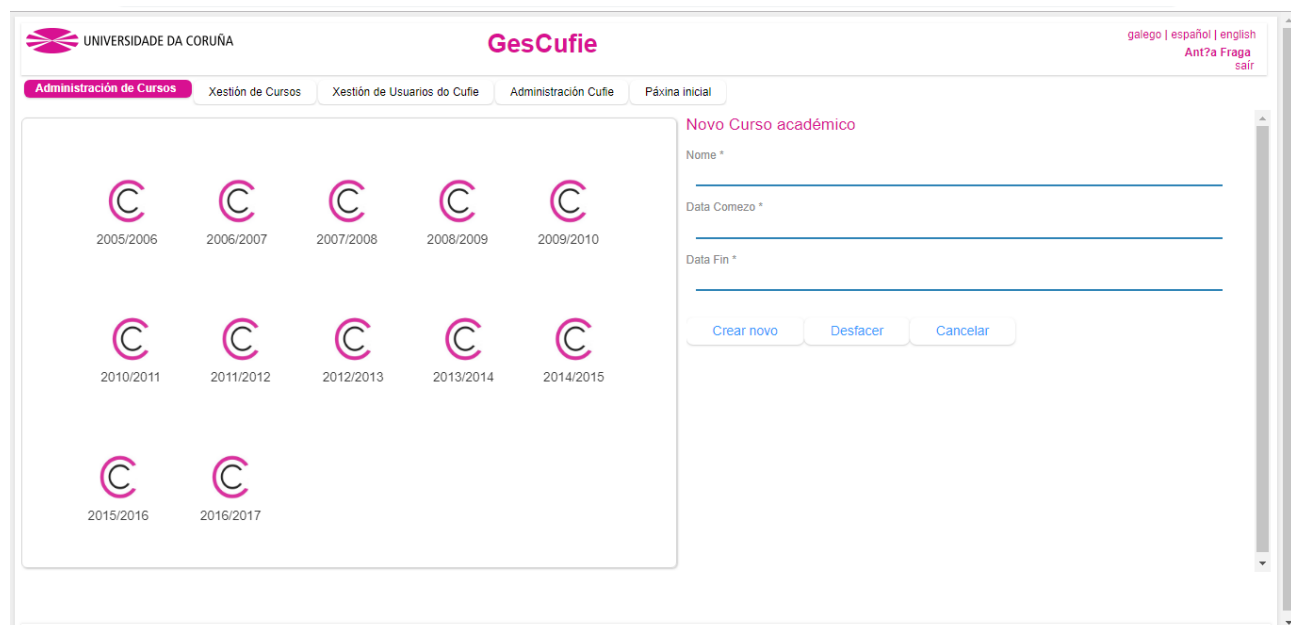 UNIVERSIDADE DA CORUÑA
GesCufie
galego | español | english
Ant?a Fraga
saír
Administración de Cursos
Xestión de Cursos
Xestión de Usuarios do Cufie
Administración Cufie
Páxina inicial
2005/2006 2006/2007 2007/2008 2008/2009 2009/2010
2010/2011 2011/2012 2012/2013 2013/2014 2014/2015
2015/2016 2016/2017
Novo Curso académico
Nome *
Data Comezo *
Data Fin *
Crear novo Desfacer Cancelar